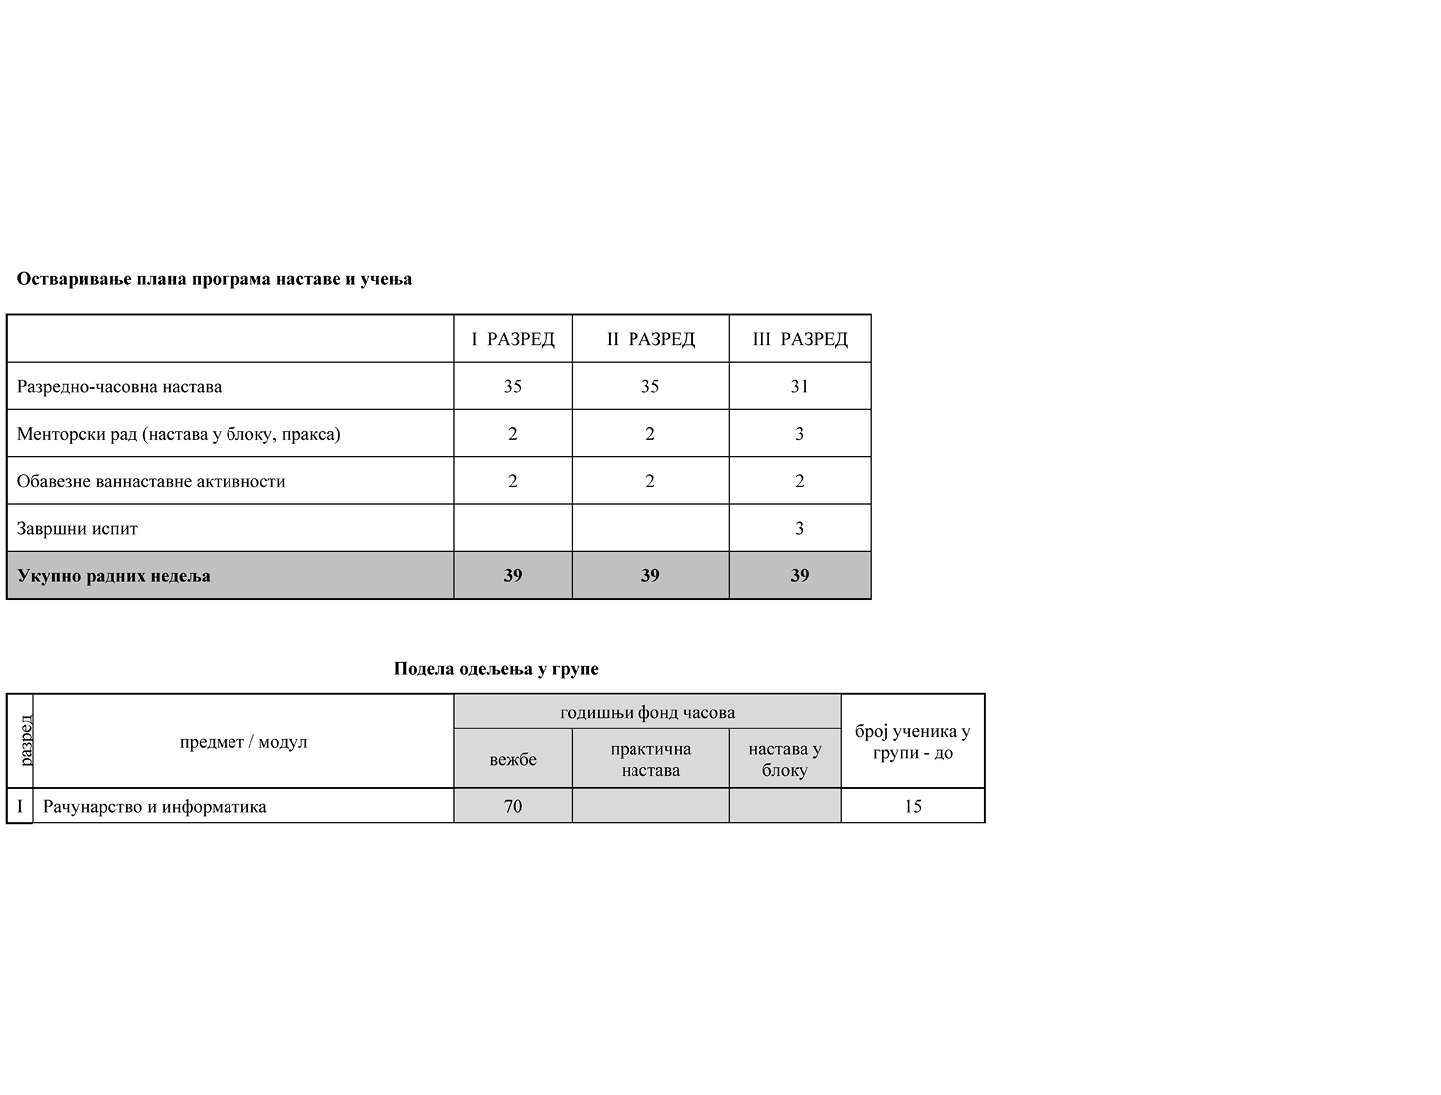 Остваривање плана програма наставе и учења
I РАЗРЕД II РАЗРЕД III РАЗРЕД
Разредно-часовна настава 35 35 31
Менторски рад (настава у блоку, пракса) 2 2 3
Обавезне ваннаставне активности 2 2 2
Завршни испит 3
Укупно радних недеља 39 39 39
Подела одељења у групе
разред
предмет / модул
годишњи фонд часова
вежбе
практична
настава
настава у
блоку
број ученика у
групи - до
I Рачунарство и информатика 70 15